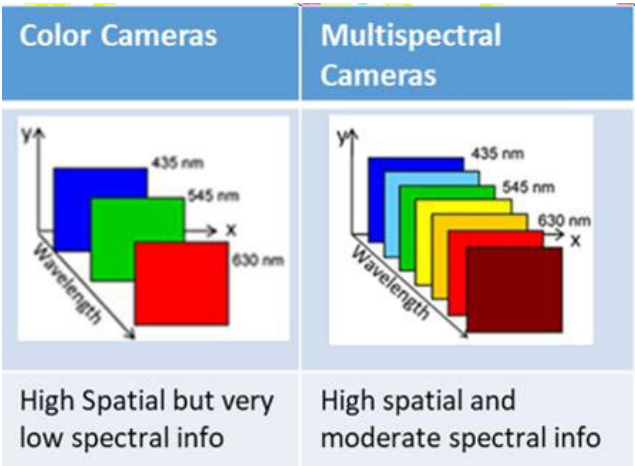 Color Cameras
Multispectral
Cameras
y
435 nm
545 nm
x
630 nm
Wavelength
y
435 nm
545 nm
630 nm
x
Wavelength
High Spatial but very
low spectral info
High spatial and
moderate spectral info